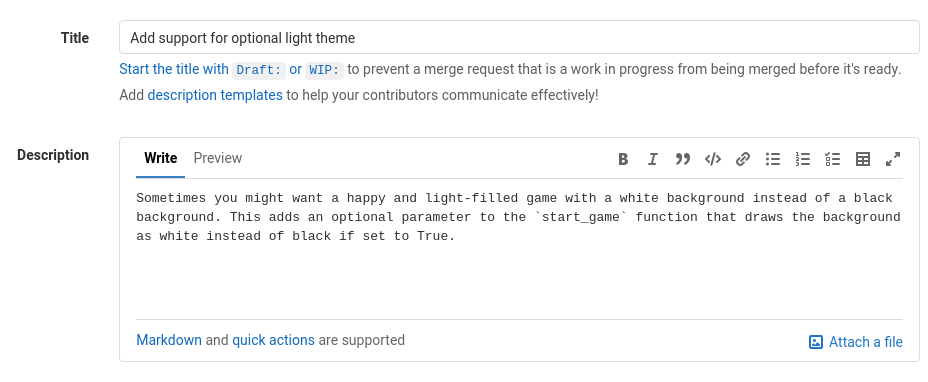 Title
Add support for optional light theme
Start the title with Draft: or WIP: to prevent a merge request that is a work in progress from being merged before it's ready.
Add description templates to help your contributors communicate effectively!
Description
Write Preview
Sometimes you might want a happy and light-filled game with a white background instead of a black
background. This adds an optional parameter to the `start_game` function that draws the background
as white instead of black if set to True.
Markdown and quick actions are supported
Attach a file